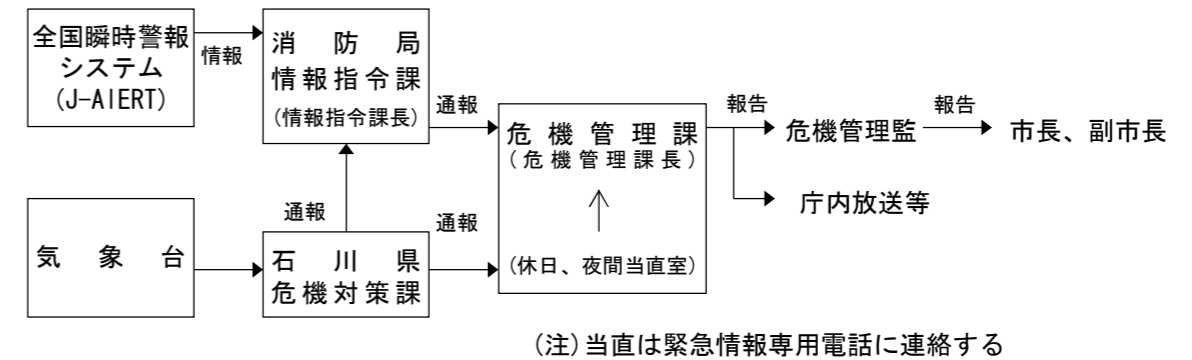 全国瞬時警報
システム
(J-AIERT)
情報
消防局
情報指令課
(情報指令課長)
通報
危機管理課
(危機管理課長)
報告
危機管理監
報告
市長、副市長
庁内放送等
気象台
通報
石川県
危機対策課
通報
(休日、夜間当直室)
(注)当直は緊急情報専用電話に連絡する